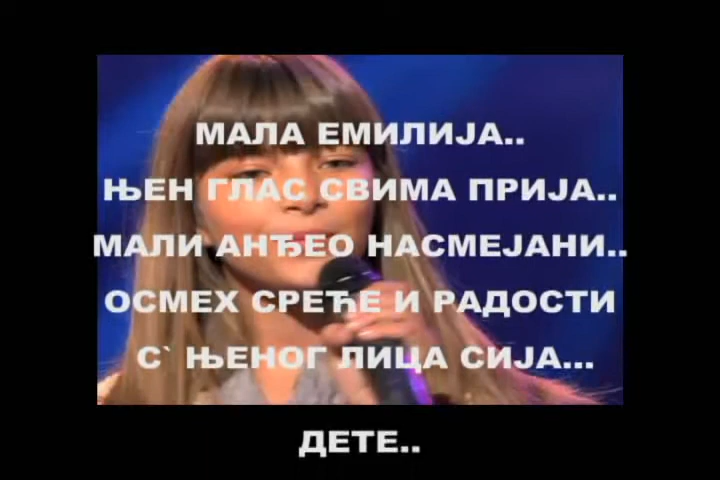 МАЛА ЕМИЛИЈА..
ЊЕН ГЛАС СВИМА ПРИЈА..
МАЛИ АНЂЕО НАСМЕЈАНИ..
ОСМЕХ СРЕЋЕ И РАДОСТИ
С` ЊЕНОГ ЛИЦА СИЈА...
ДЕТЕ..